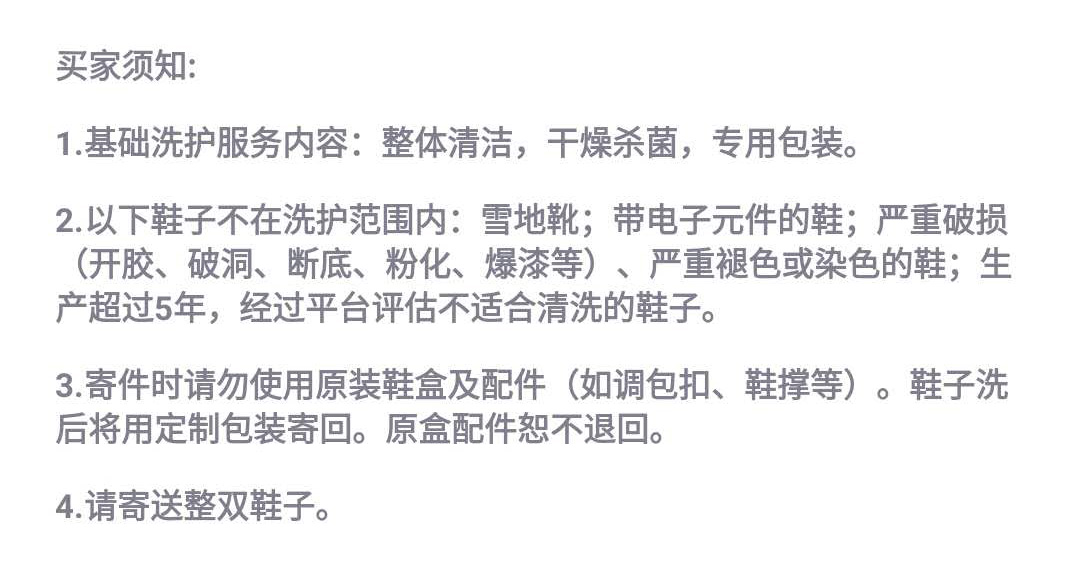 买家须知:
1.基础洗护服务内容：整体清洁，干燥杀菌，专用包装。
2.以下鞋子不在洗护范围内：雪地靴；带电子元件的鞋；严重破损
（开胶、破洞、断底、粉化、爆漆等）、严重褪色或染色的鞋；生
产超过5年，经过平台评估不适合清洗的鞋子。
3.寄件时请勿使用原装鞋盒及配件（如调包扣、鞋撑等）。鞋子洗
后将用定制包装寄回。原盒配件恕不退回。
4.请寄送整双鞋子。